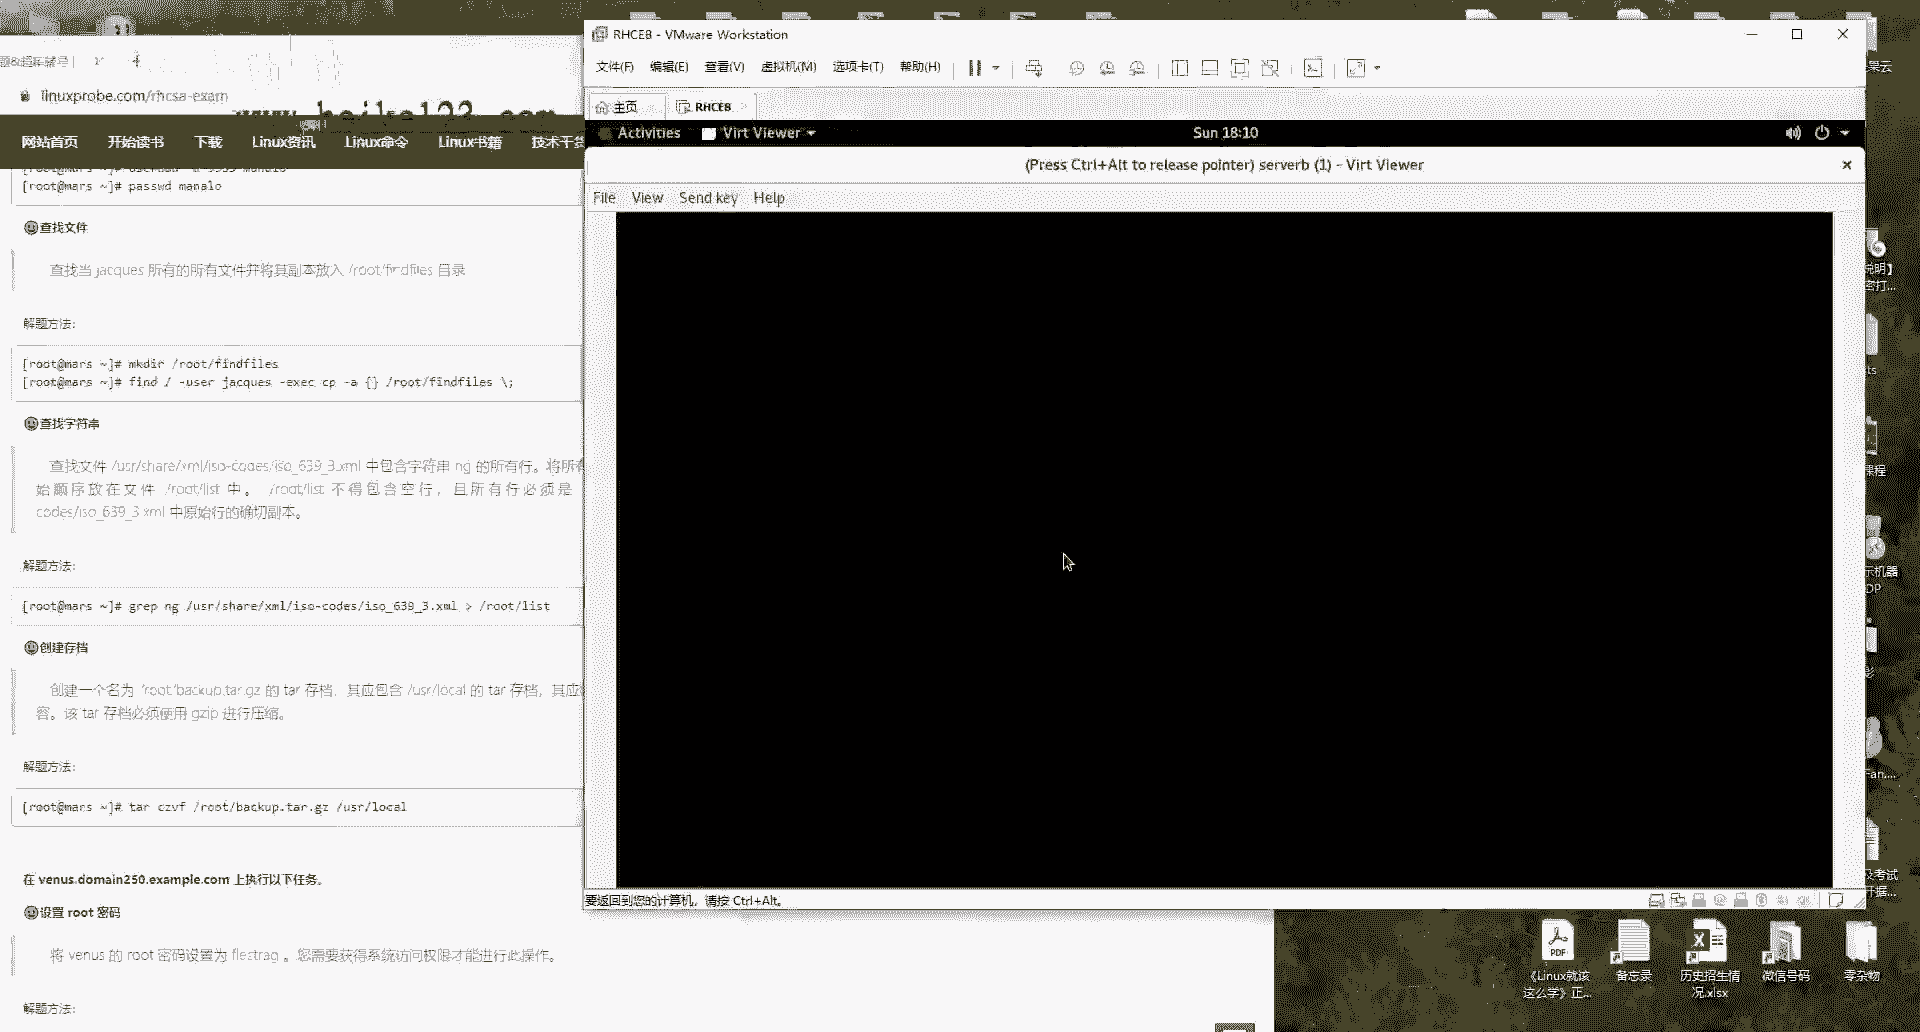 linuxprobe.com/rhcsa-exam
网站首页 开始读书 下载 Linux资讯 Linux命令 Linux书籍 技术干货
[root@mars ~]# passwd manalo
查找文件
查找当 jacques 所有的所有文件并将其副本放入 /root/findfiles 目录
解题方法:
[root@mars ~]# mkdir /root/findfiles
[root@mars ~]# find / -user jacques -exec cp -a {} /root/findfiles \;
查找字符串
查找文件 /usr/share/xml/iso-codes/iso_639_3.xml 中包含字符串 ng 的所有行。将所有
始顺序放在文件 /root/list 中。 /root/list 不得包含空行，且所有行必须是
codes/iso_639_3.xml 中原始行的确切副本。
解题方法:
[root@mars ~]# grep ng /usr/share/xml/iso-codes/iso_639_3.xml > /root/list
创建存档
创建一个名为 /root/backup.tar.gz 的 tar 存档，其应包含 /usr/local 的 tar 存档，其应
容。该 tar 存档必须使用 gzip 进行压缩。
解题方法:
[root@mars ~]# tar czvf /root/backup.tar.gz /usr/local
在 venus.domain250.example.com 上执行以下任务。
设置 root 密码
将 venus 的 root 密码设置为 flectrag 。您需要获得系统访问权限才能进行此操作。
解题方法:
RHCE8 - VMware Workstation
文件(F) 编辑(E) 查看(V) 虚拟机(M) 选项卡(T) 帮助(H)
主页 RHCE8
Activities Virt Viewer Sun 18:10
(Press Ctrl+Alt to release pointer) serverb (1) - Virt Viewer
File View Send key Help
要返回到您的计算机，请按 Ctrl+Alt。
《Linux就该
这么学》正...
备忘录
历史招生情
况.xlsx
微信号码
零杂物